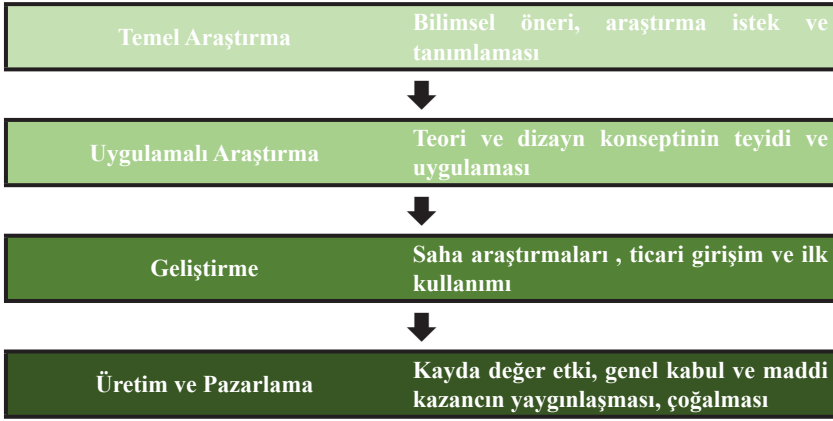 Temel Araştırma
Bilimsel öneri, araştırma istek ve
tanımlaması
Uygulamalı Araştırma
Teori ve dizayn konseptinin teyidi ve
uygulaması
Geliştirme
Saha araştırmaları , ticari girişim ve ilk
kullanımı
Üretim ve Pazarlama
Kayda değer etki, genel kabul ve maddi
kazancın yaygınlaşması, çoğalması